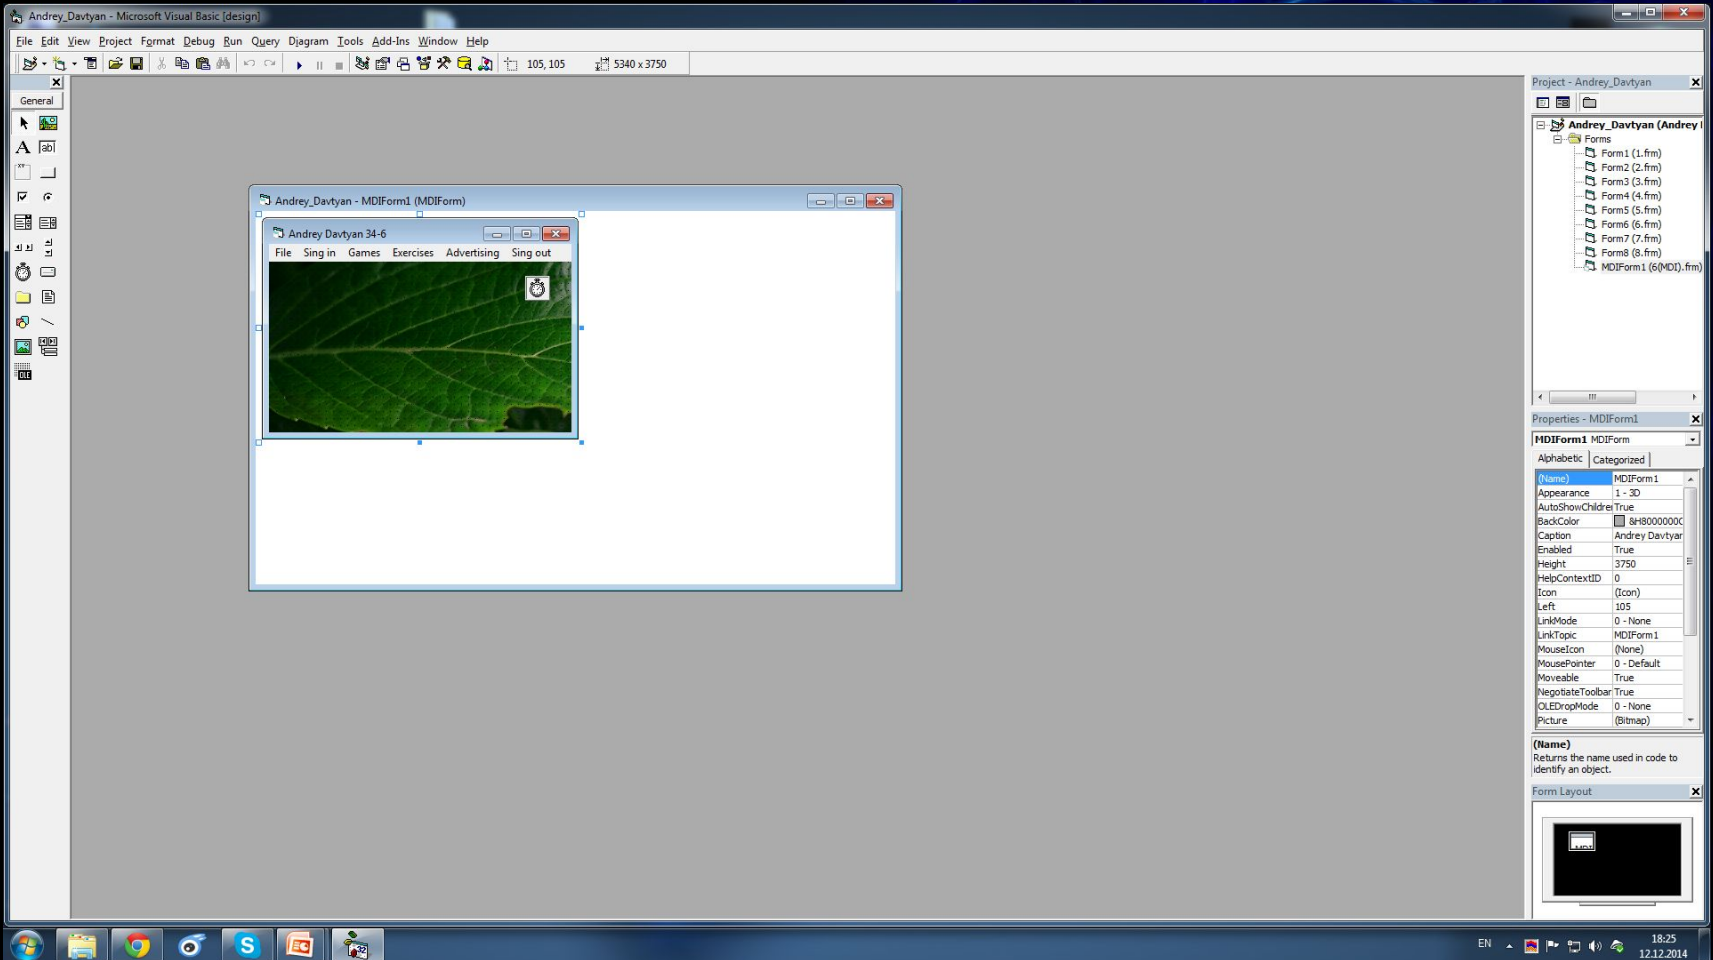 Andrey_Davtyan - Microsoft Visual Basic [design]
File Edit View Project Format Debug Run Query Diagram Tools Add-Ins Window Help
105, 105
5340 x 3750
General
A
ab|
OLE
Andrey_Davtyan - MDIForm1 (MDIForm)
Andrey Davtyan 34-6
File Sing in Games Exercises Advertising Sing out
Project - Andrey_Davtyan
Andrey_Davtyan (Andrey
Forms
Form1 (1.frm)
Form2 (2.frm)
Form3 (3.frm)
Form4 (4.frm)
Form5 (5.frm)
Form6 (6.frm)
Form7 (7.frm)
Form8 (8.frm)
MDIForm1 (6(MDI).frm)
Properties - MDIForm1
MDIForm1 MDIForm
Alphabetic Categorized
(Name) MDIForm1
Appearance 1 - 3D
AutoShowChildre True
BackColor &H8000000C
Caption Andrey Davtyan
Enabled True
Height 3750
HelpContextID 0
Icon (Icon)
Left 105
LinkMode 0 - None
LinkTopic MDIForm1
MouseIcon (None)
MousePointer 0 - Default
Moveable True
NegotiateToolbar True
OLEDropMode 0 - None
Picture (Bitmap)
(Name)
Returns the name used in code to
identify an object.
Form Layout
MDI
32
EN
18:25
12.12.2014